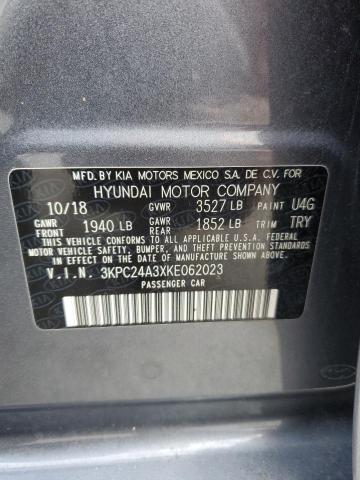 MFD.BY KIA MOTORS MEXICO S.A. DE C.V. FOR
HYUNDAI MOTOR COMPANY
10/18 GVWR 3527 LB PAINT U4G
GAWR FRONT 1940 LB GAWR REAR 1852 LB TRIM TRY
THIS VEHICLE CONFORMS TO ALL APPLICABLE U.S.A. FEDERAL
MOTOR VEHICLE SAFETY, BUMPER, AND THEFT PREVENTION STANDARDS
IN EFFECT ON THE DATE OF MANUFACTURE SHOWN ABOVE.
V.I.N. 3KPC24A3XKE062023
PASSENGER CAR